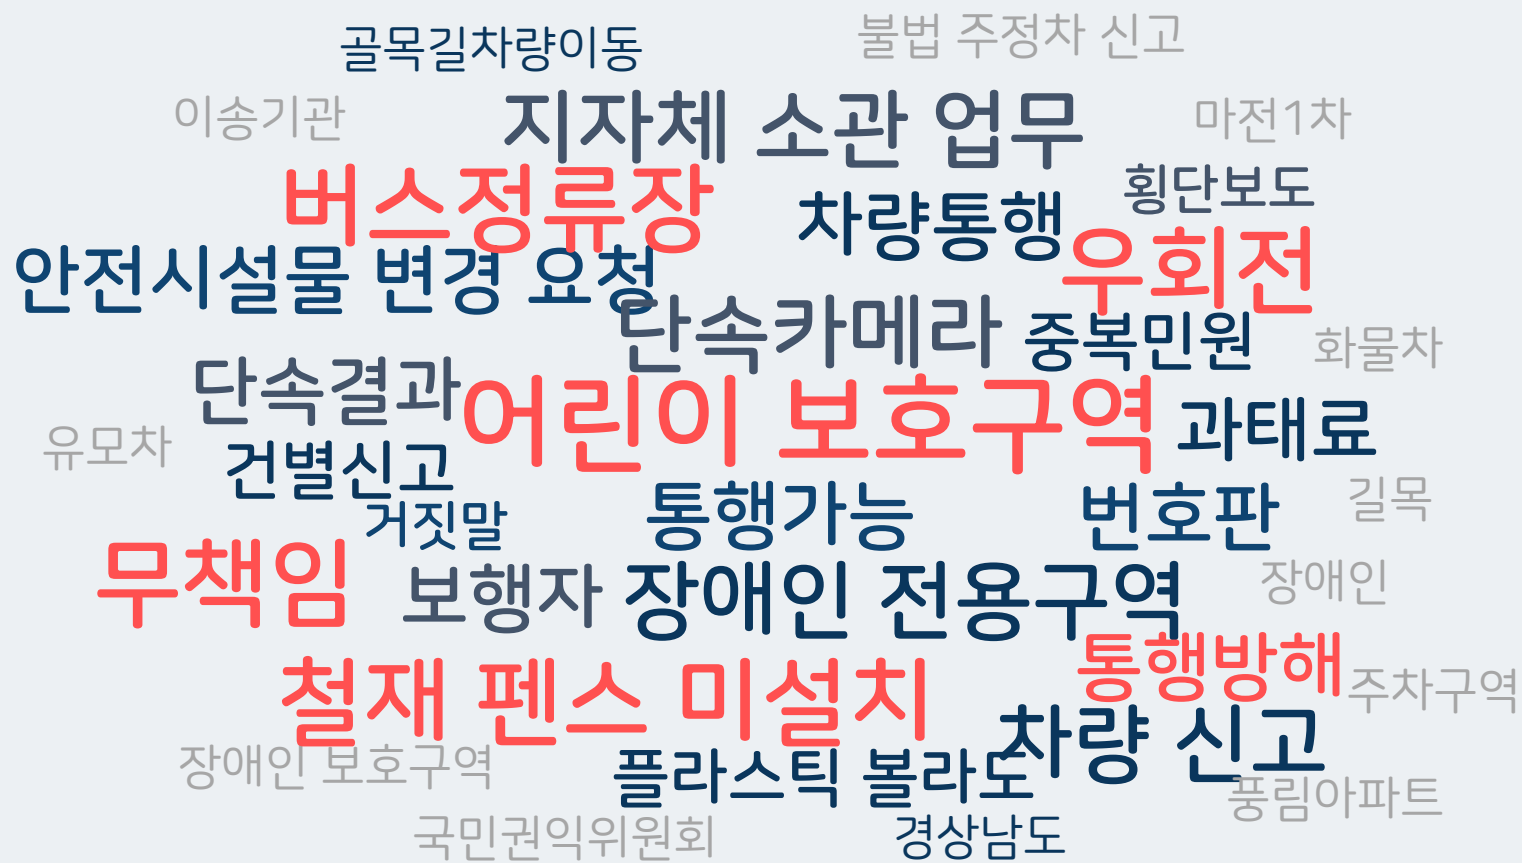 골목길차량이동
불법 주정차 신고
이송기관
지자체 소관 업무
마전1차
버스정류장
차량통행
횡단보도
안전시설물 변경 요청
우회전
단속카메라
중복민원
화물차
단속결과
어린이 보호구역
과태료
유모차
건별신고
거짓말
통행가능
번호판
길목
무책임
보행자
장애인 전용구역
장애인
철재 펜스 미설치
통행방해
주차구역
차량 신고
장애인 보호구역
플라스틱 볼라도
풍림아파트
국민권익위원회
경상남도